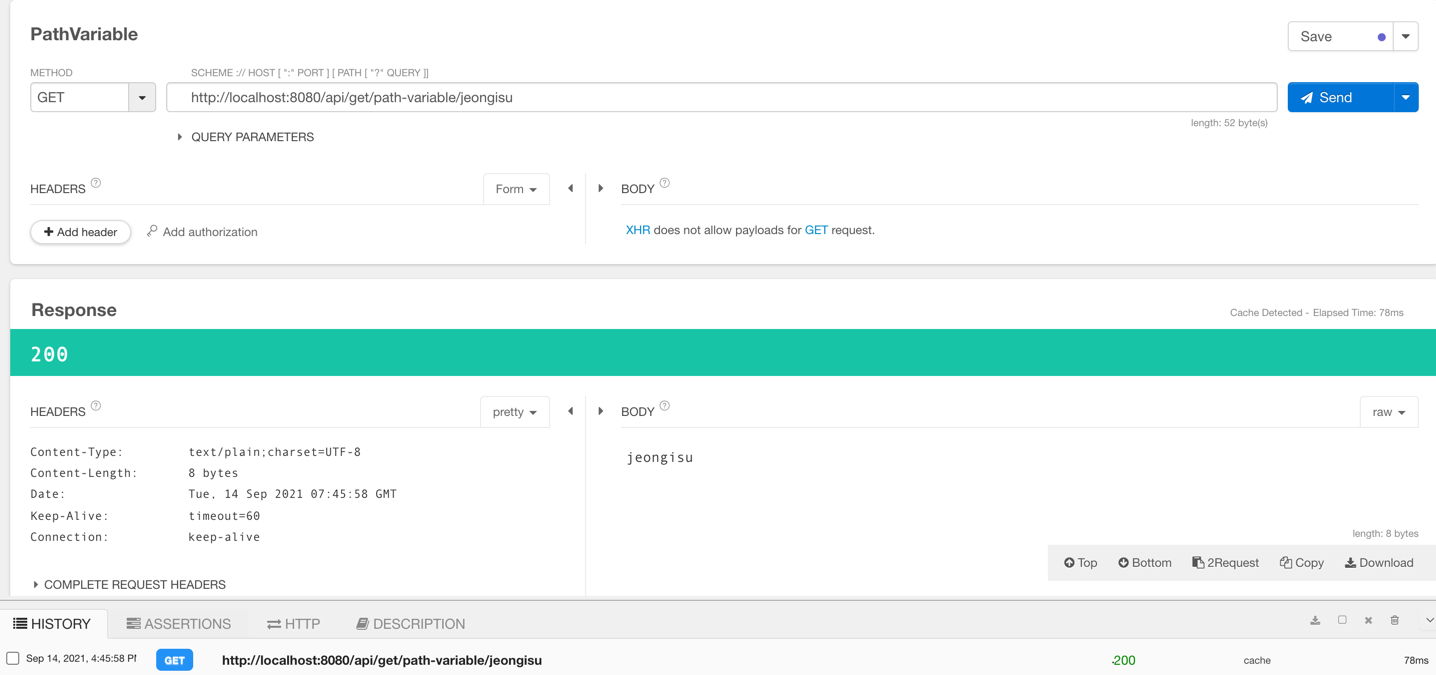 PathVariable
Save
METHOD
SCHEME :// HOST [ ":" PORT ] [ PATH [ "?" QUERY ]]
GET
http://localhost:8080/api/get/path-variable/jeongisu
Send
length: 52 byte(s)
QUERY PARAMETERS
HEADERS ?
Form
BODY ?
Add header
Add authorization
XHR does not allow payloads for GET request.
Response
Cache Detected - Elapsed Time: 78ms
200
HEADERS ?
pretty
BODY ?
raw
Content-Type: text/plain;charset=UTF-8
Content-Length: 8 bytes
Date: Tue, 14 Sep 2021 07:45:58 GMT
Keep-Alive: timeout=60
Connection: keep-alive
jeongisu
length: 8 bytes
Top Bottom 2Request Copy Download
COMPLETE REQUEST HEADERS
HISTORY ASSERTIONS HTTP DESCRIPTION
Sep 14, 2021, 4:45:58 GET http://localhost:8080/api/get/path-variable/jeongisu 200 cache 78ms